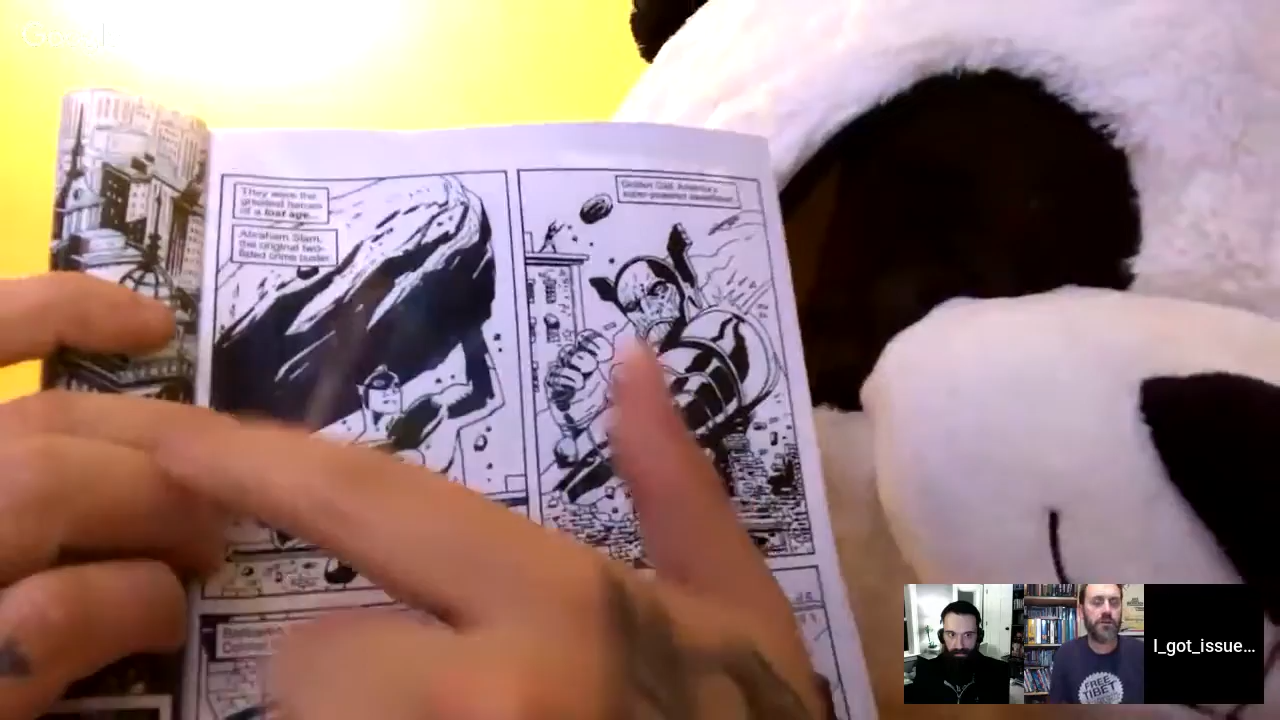 They were the
greatest heroes
of a lost age...
Abraham Slam,
the original two-
fisted crime buster.
Golden Gail, America's
super-powered sweetheart.
I_got_issue...
FREE
TIBET